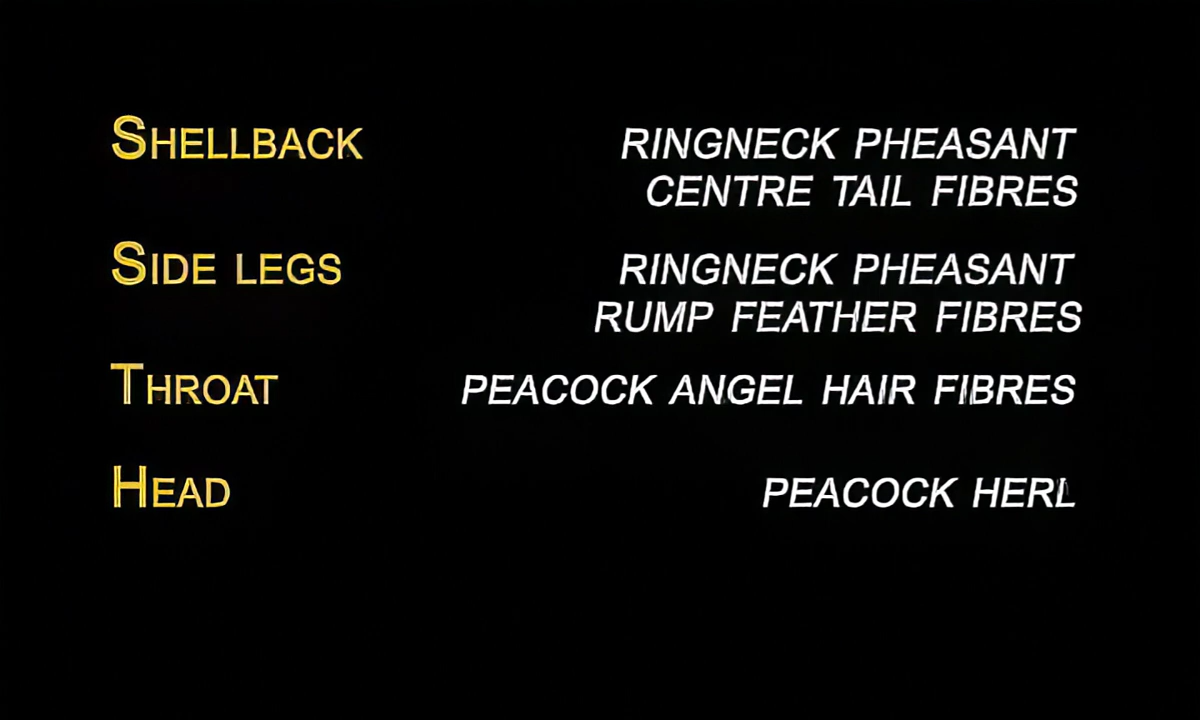 SHELLBACK RINGNECK PHEASANT
CENTRE TAIL FIBRES
SIDE LEGS RINGNECK PHEASANT
RUMP FEATHER FIBRES
THROAT PEACOCK ANGEL HAIR FIBRES
HEAD PEACOCK HERL